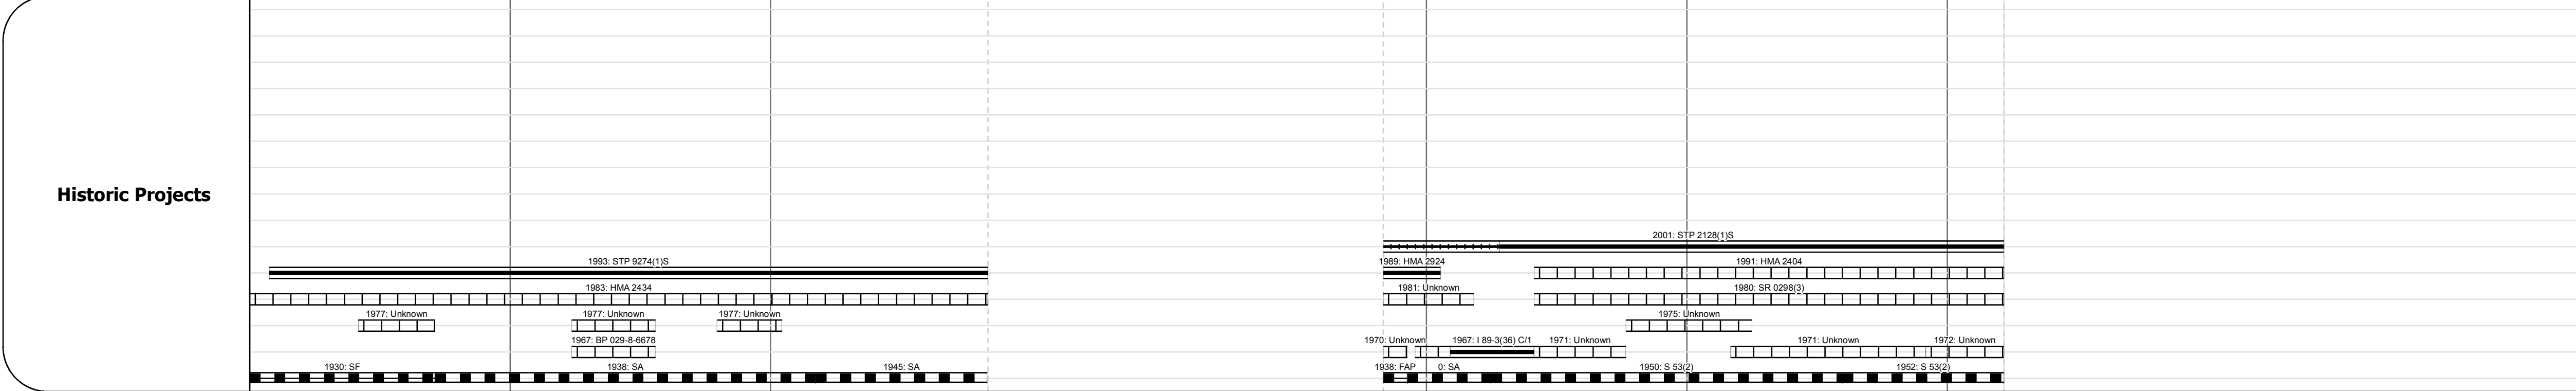 Historic Projects
2001: STP 2128(1)S
1993: STP 9274(1)S
1989: HMA 2924
1991: HMA 2404
1983: HMA 2434
1981: Unknown
1980: SR 0298(3)
1977: Unknown
1977: Unknown
1977: Unknown
1975: Unknown
1967: BP 029-8-6678
1970: Unknown
1967: I 89-3(36) C/1
1971: Unknown
1971: Unknown
1972: Unknown
1930: SF
1938: SA
1945: SA
1938: FAP
0: SA
1950: S 53(2)
1952: S 53(2)